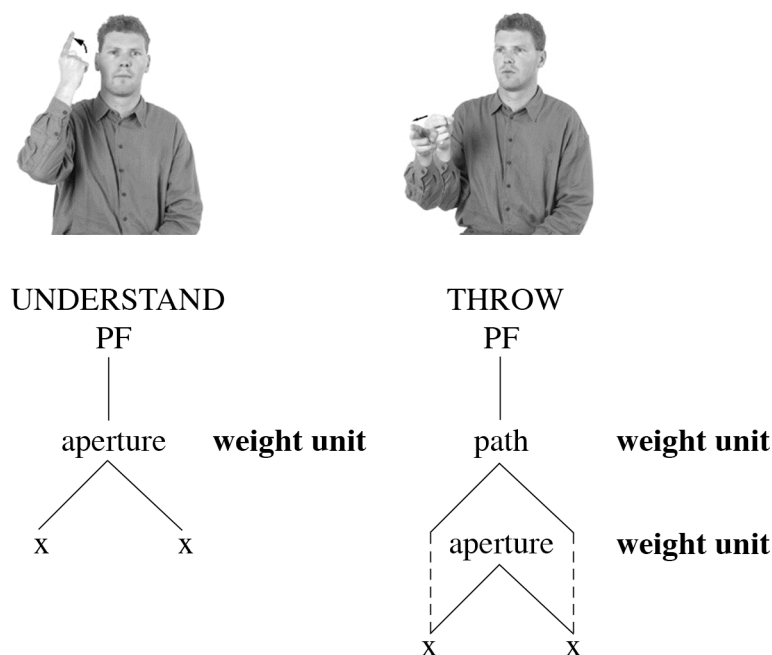 UNDERSTAND THROW
PF PF
aperture weight unit path weight unit
x x aperture weight unit
x x